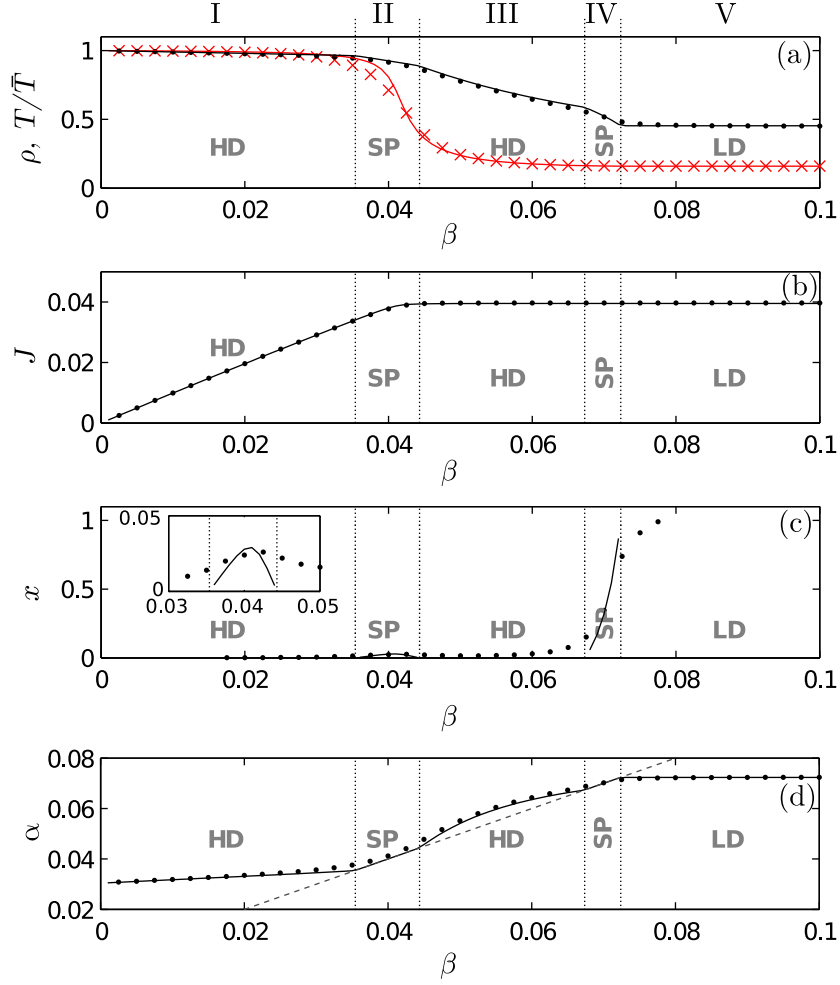 I II III IV V
(a)
1
0.5
0
ρ, T/T̄
HD SP HD SP LD
0 0.02 0.04 0.06 0.08 0.1
β
(b)
0.04
0.02
0
J
HD SP HD SP LD
0 0.02 0.04 0.06 0.08 0.1
β
(c)
1
0.5
0
x
0.05
0
0.03 0.04 0.05
HD SP HD SP LD
0 0.02 0.04 0.06 0.08 0.1
β
(d)
0.08
0.06
0.04
0.02
α
HD SP HD SP LD
0 0.02 0.04 0.06 0.08 0.1
β